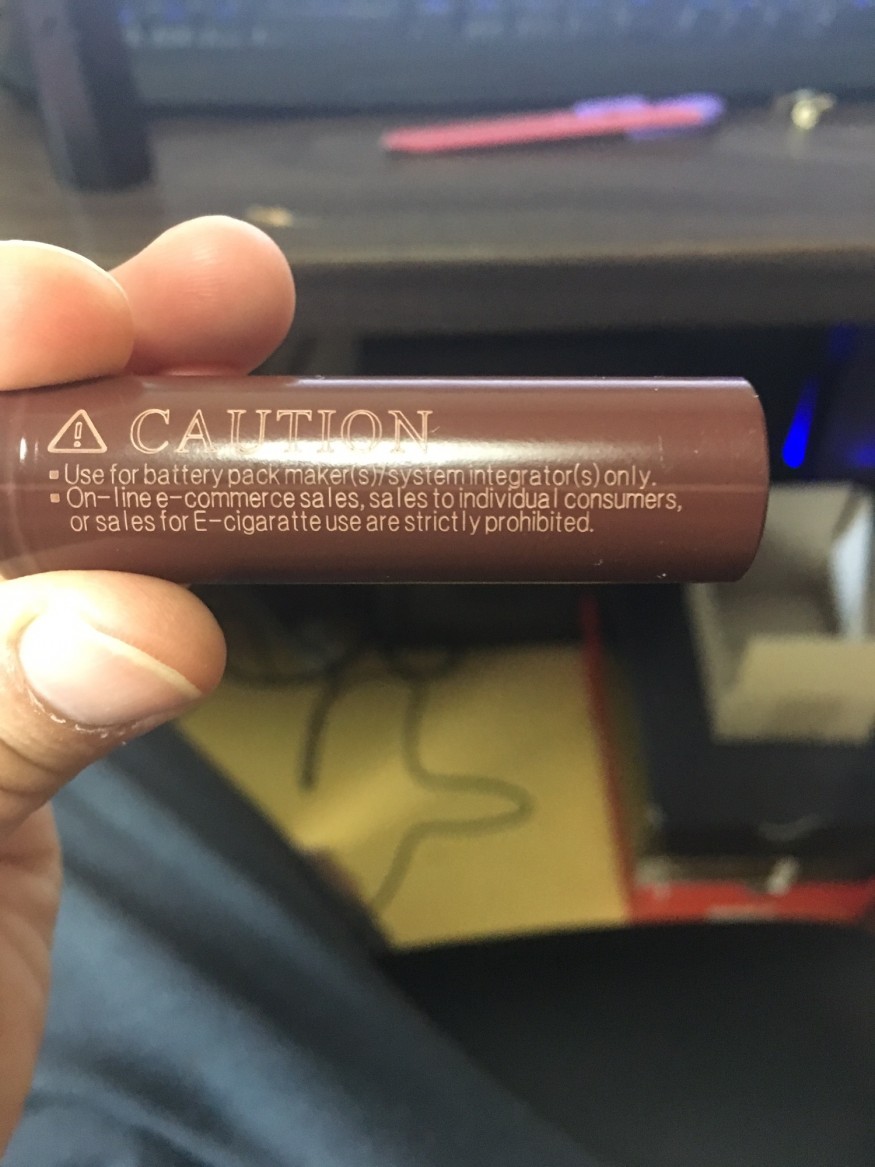 CAUTION
▪ Use for battery pack maker(s)/system integrator(s) only.
▪ On-line e-commerce sales, sales to individual consumers,
or sales for E-cigaratte use are strictly prohibited.